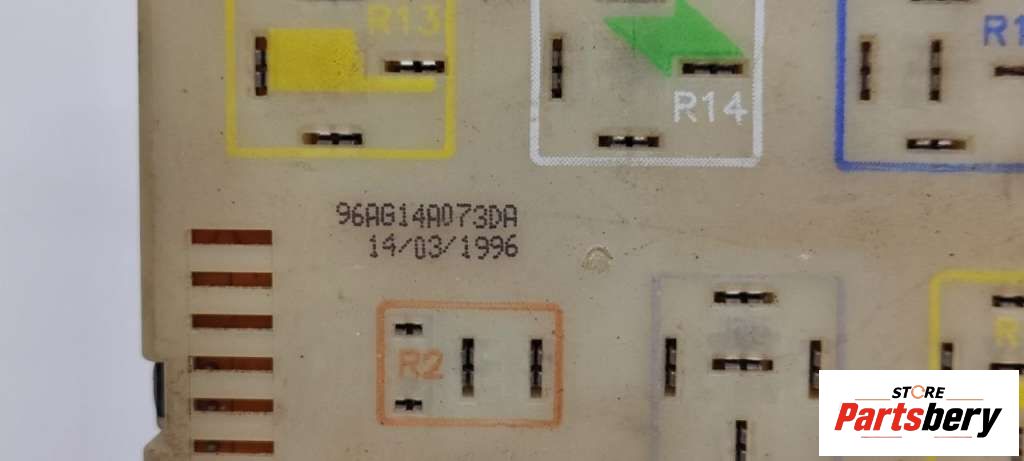 R13
R14
R1
96AG14A073DA
14/03/1996
R2
R
STORE
Partsbery